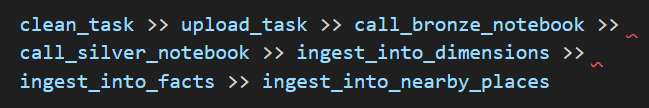 clean_task >> upload_task >> call_bronze_notebook >>
call_silver_notebook >> ingest_into_dimensions >>
ingest_into_facts >> ingest_into_nearby_places